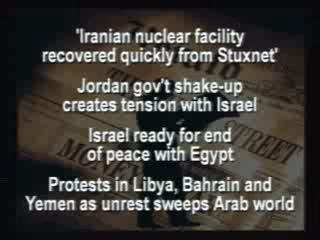 'Iranian nuclear facility
recovered quickly from Stuxnet'
Jordan gov't shake-up
creates tension with Israel
Israel ready for end
of peace with Egypt
Protests in Libya, Bahrain and
Yemen as unrest sweeps Arab world
STREET